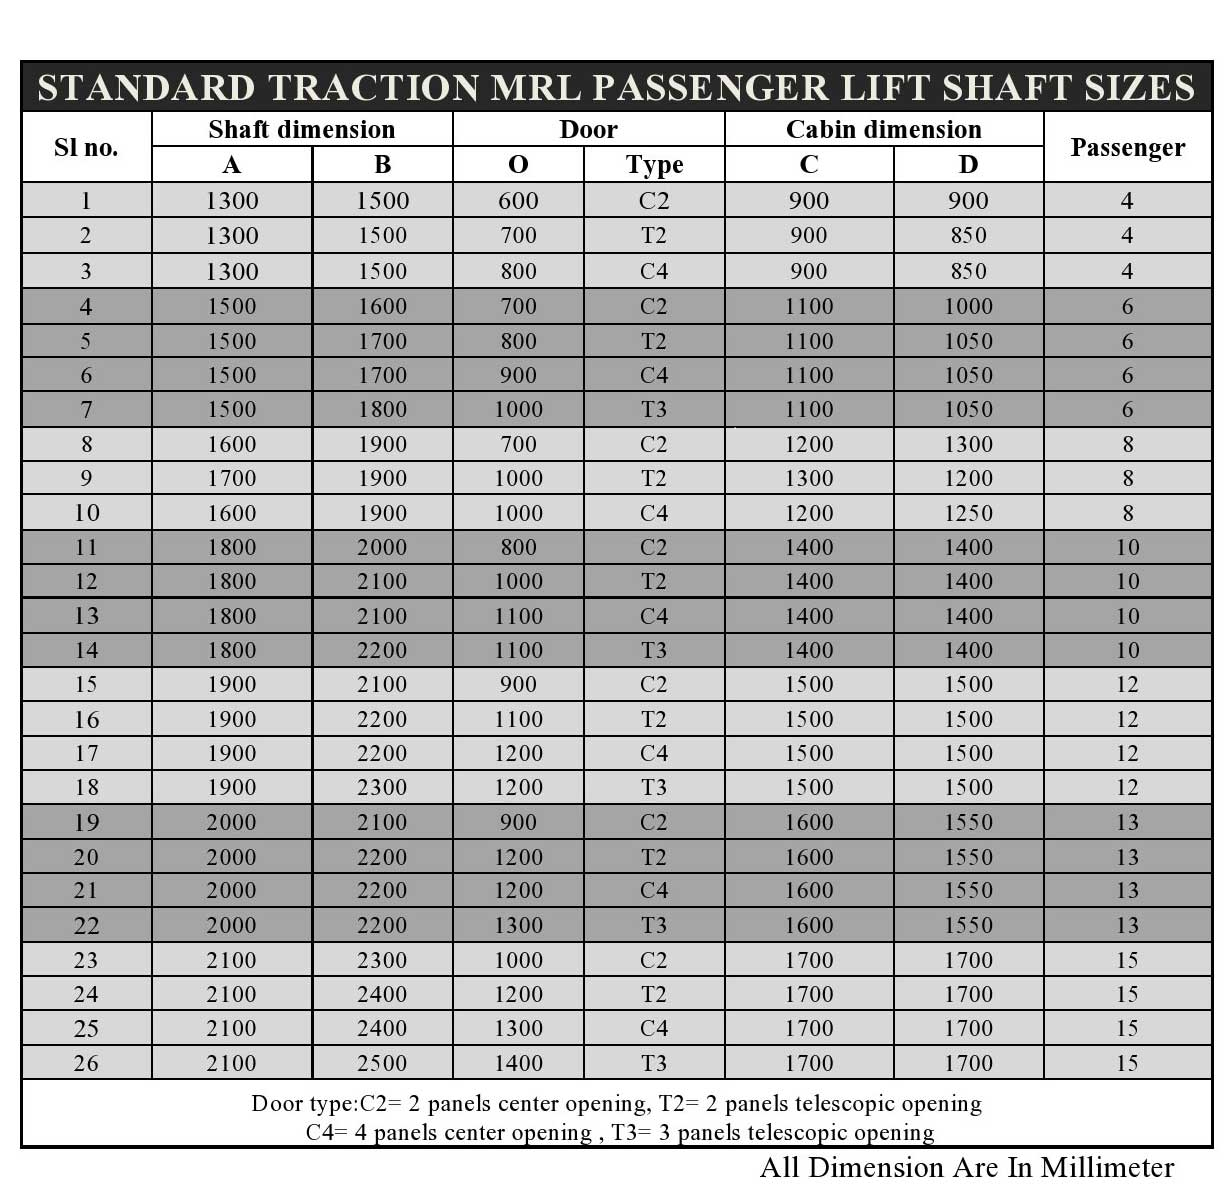 STANDARD TRACTION MRL PASSENGER LIFT SHAFT SIZES
Sl no. Shaft dimension Door Cabin dimension Passenger
A B O Type C D
1 1300 1500 600 C2 900 900 4
2 1300 1500 700 T2 900 850 4
3 1300 1500 800 C4 900 850 4
4 1500 1600 700 C2 1100 1000 6
5 1500 1700 800 T2 1100 1050 6
6 1500 1700 900 C4 1100 1050 6
7 1500 1800 1000 T3 1100 1050 6
8 1600 1900 700 C2 1200 1300 8
9 1700 1900 1000 T2 1300 1200 8
10 1600 1900 1000 C4 1200 1250 8
11 1800 2000 800 C2 1400 1400 10
12 1800 2100 1000 T2 1400 1400 10
13 1800 2100 1100 C4 1400 1400 10
14 1800 2200 1100 T3 1400 1400 10
15 1900 2100 900 C2 1500 1500 12
16 1900 2200 1100 T2 1500 1500 12
17 1900 2200 1200 C4 1500 1500 12
18 1900 2300 1200 T3 1500 1500 12
19 2000 2100 900 C2 1600 1550 13
20 2000 2200 1200 T2 1600 1550 13
21 2000 2200 1200 C4 1600 1550 13
22 2000 2200 1300 T3 1600 1550 13
23 2100 2300 1000 C2 1700 1700 15
24 2100 2400 1200 T2 1700 1700 15
25 2100 2400 1300 C4 1700 1700 15
26 2100 2500 1400 T3 1700 1700 15
Door type:C2= 2 panels center opening, T2= 2 panels telescopic opening
C4= 4 panels center opening , T3= 3 panels telescopic opening
All Dimension Are In Millimeter